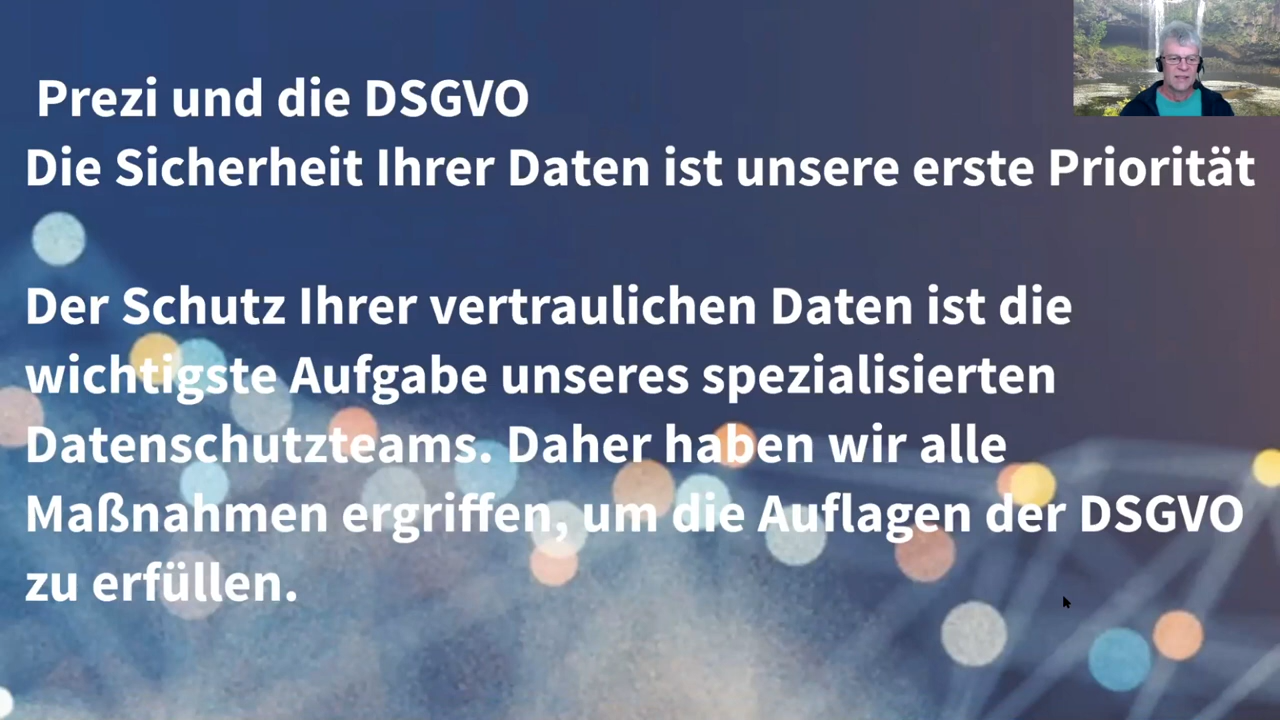 Prezi und die DSGVO
Die Sicherheit Ihrer Daten ist unsere erste Priorität
Der Schutz Ihrer vertraulichen Daten ist die
wichtigste Aufgabe unseres spezialisierten
Datenschutzteams. Daher haben wir alle
Maßnahmen ergriffen, um die Auflagen der DSGVO
zu erfüllen.